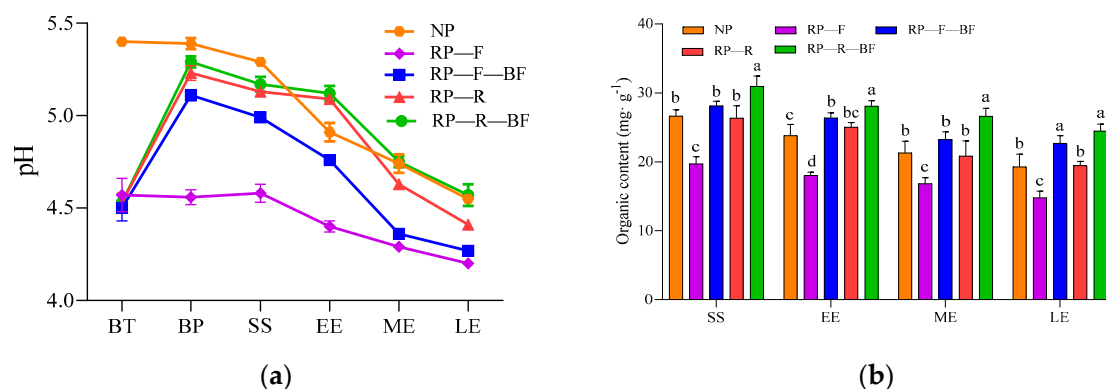 5.5
5.0
4.5
4.0
pH
NP
RP—F
RP—F—BF
RP—R
RP—R—BF
BT BP SS EE ME LE
(a)
40
30
20
10
0
Organic content (mg· g⁻¹)
NP RP—F RP—F—BF
RP—R RP—R—BF
b c b b a
c d b bc a
b c b b a
b c a b a
SS EE ME LE
(b)